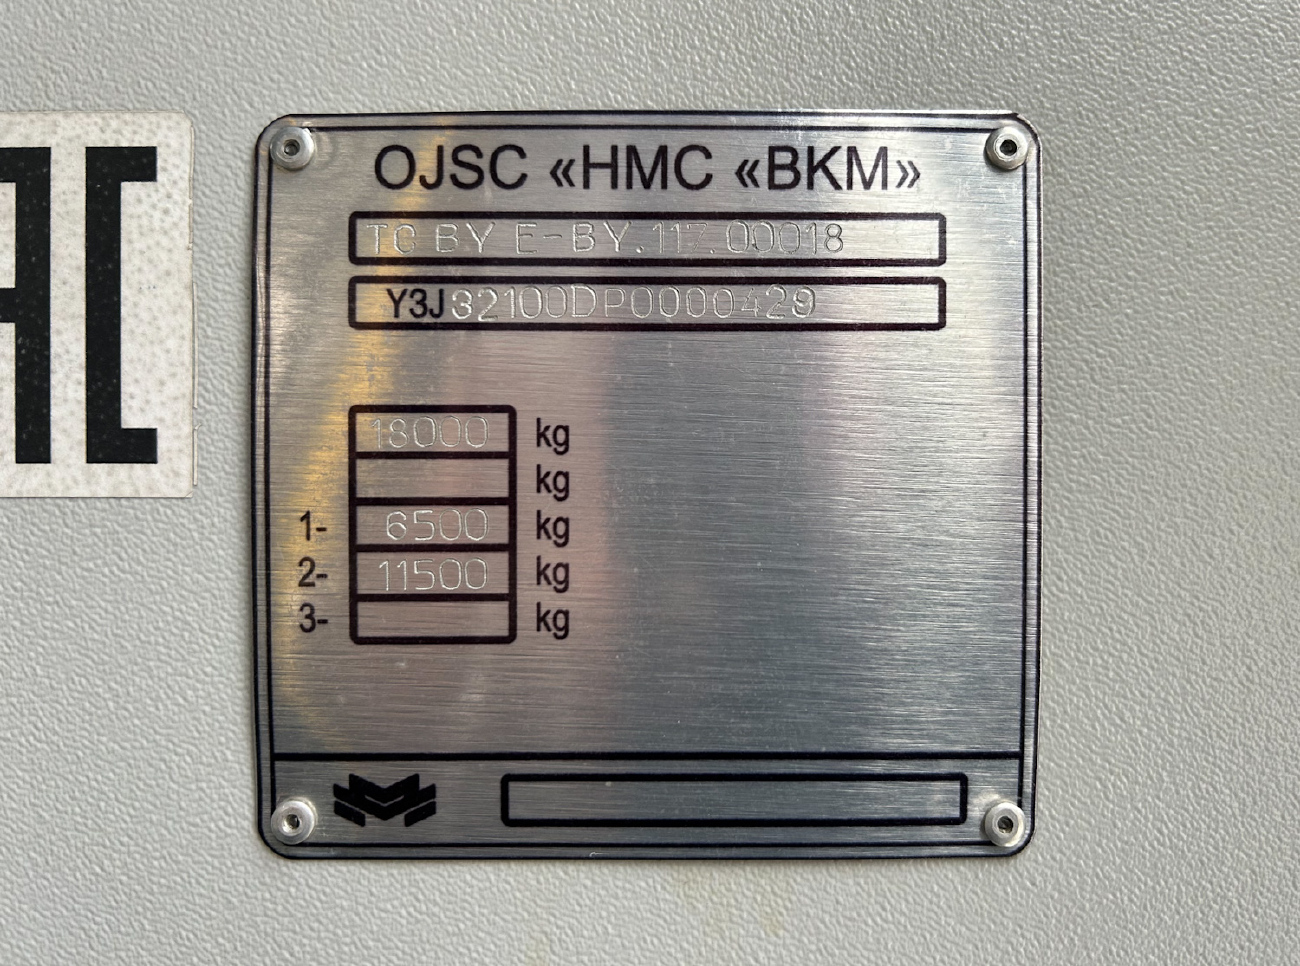 EAC
OJSC «HMC «BKM»
TC BY E-BY.117.00018
Y3J32100DP0000429
18000 kg
kg
1- 6500 kg
2- 11500 kg
3- kg